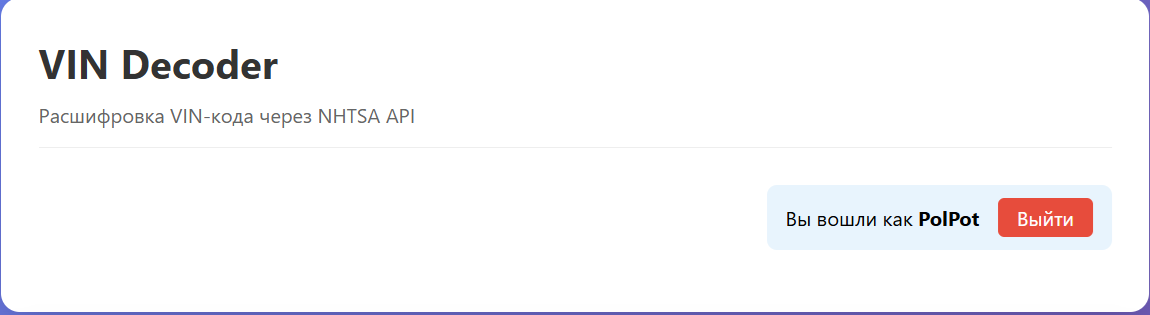 VIN Decoder
Расшифровка VIN-кода через NHTSA API
Вы вошли как PolPot Выйти